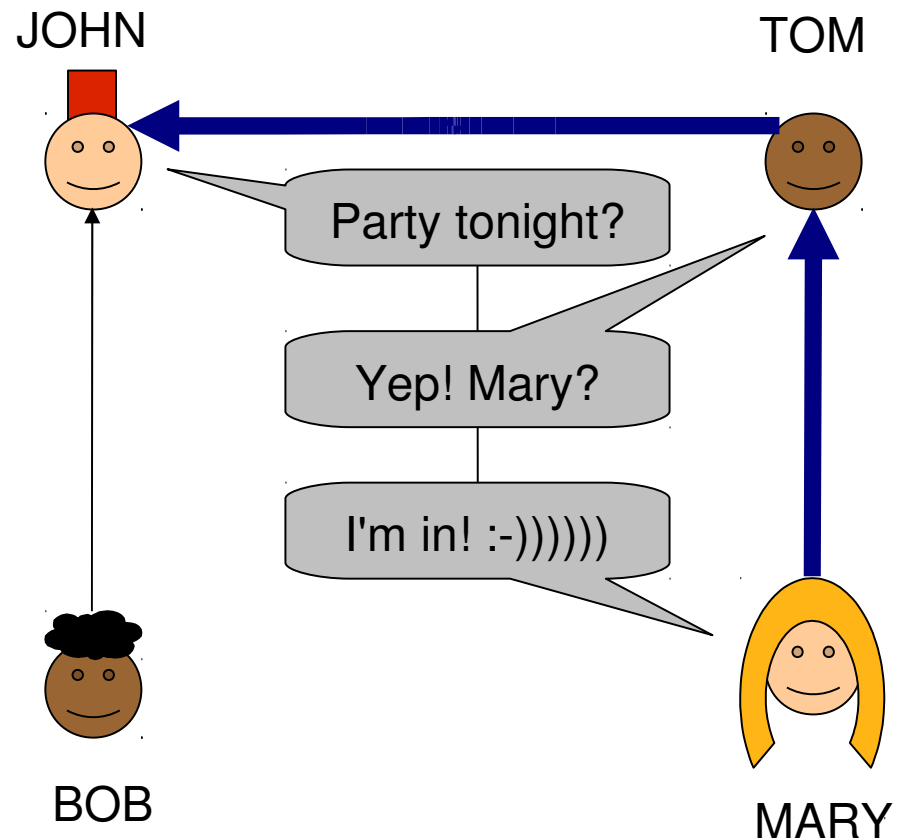 JOHN
TOM
Party tonight?
Yep! Mary?
I'm in! :-))))))
BOB
MARY